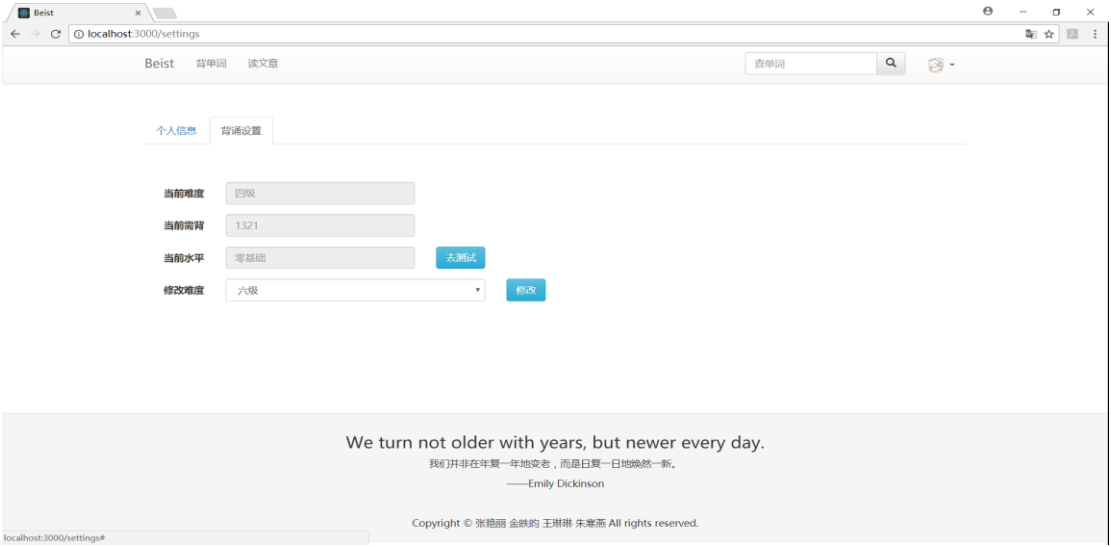 Beist
localhost:3000/settings
Beist 背单词 读文章 查单词
个人信息 背诵设置
当前难度 四级
当前需背 1321
当前水平 零基础 去测试
修改难度 六级 修改
We turn not older with years, but newer every day.
我们并非在年复一年地变老，而是日复一日地焕然一新。
——Emily Dickinson
Copyright © 张艳丽 金映昀 王琳琳 朱寒燕 All rights reserved.
localhost:3000/settings#